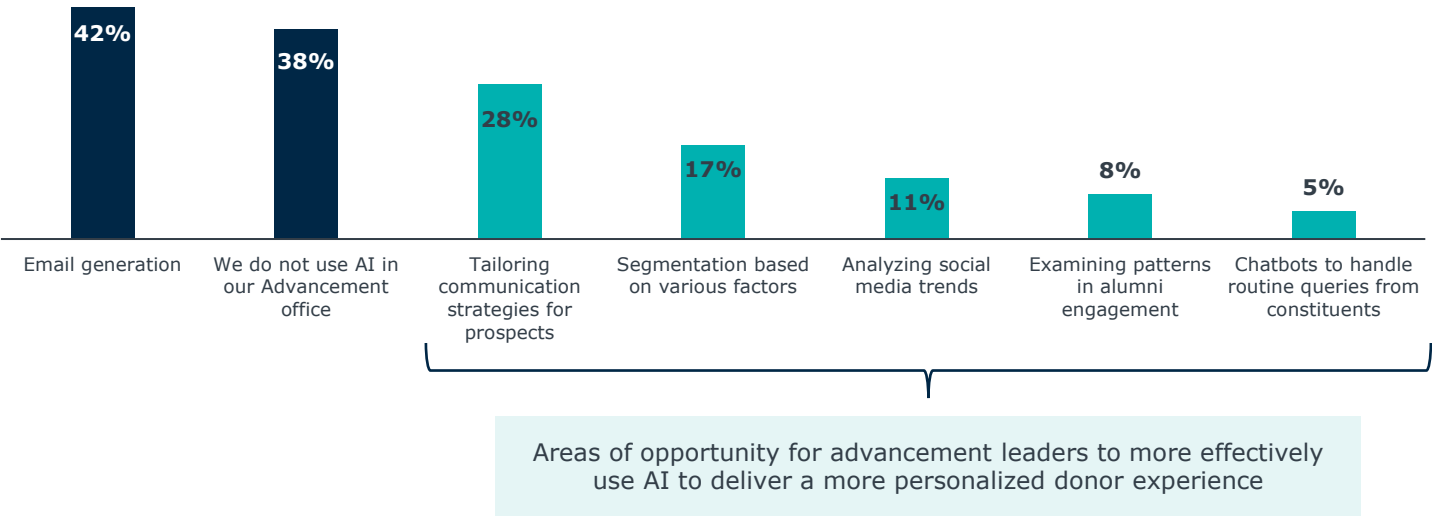 42%
38%
28%
17%
11%
8%
5%
Email generation
We do not use AI in
our Advancement
office
Tailoring
communication
strategies for
prospects
Segmentation based
on various factors
Analyzing social
media trends
Examining patterns
in alumni
engagement
Chatbots to handle
routine queries from
constituents
Areas of opportunity for advancement leaders to more effectively
use AI to deliver a more personalized donor experience